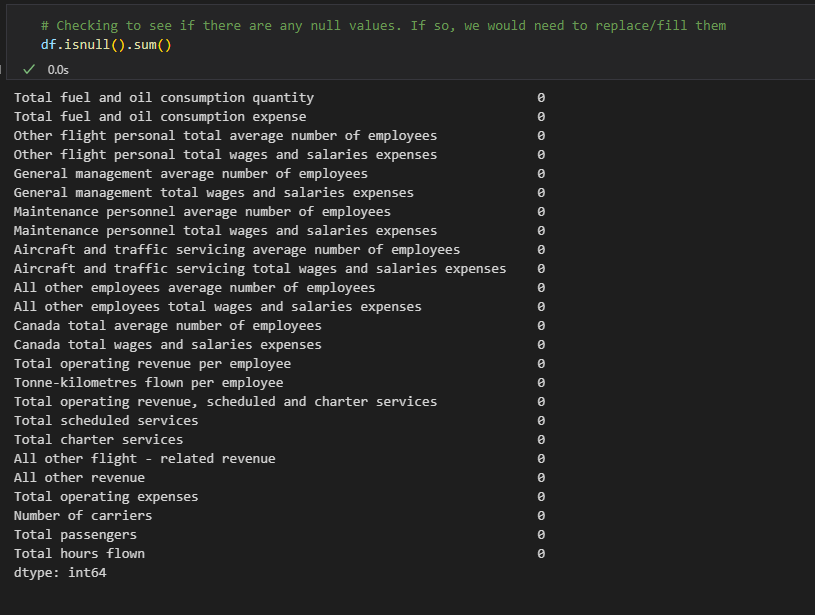 # Checking to see if there are any null values. If so, we would need to replace/fill them
df.isnull().sum()
✓ 0.0s
Total fuel and oil consumption quantity 0
Total fuel and oil consumption expense 0
Other flight personal total average number of employees 0
Other flight personal total wages and salaries expenses 0
General management average number of employees 0
General management total wages and salaries expenses 0
Maintenance personnel average number of employees 0
Maintenance personnel total wages and salaries expenses 0
Aircraft and traffic servicing average number of employees 0
Aircraft and traffic servicing total wages and salaries expenses 0
All other employees average number of employees 0
All other employees total wages and salaries expenses 0
Canada total average number of employees 0
Canada total wages and salaries expenses 0
Total operating revenue per employee 0
Tonne-kilometres flown per employee 0
Total operating revenue, scheduled and charter services 0
Total scheduled services 0
Total charter services 0
All other flight - related revenue 0
All other revenue 0
Total operating expenses 0
Number of carriers 0
Total passengers 0
Total hours flown 0
dtype: int64